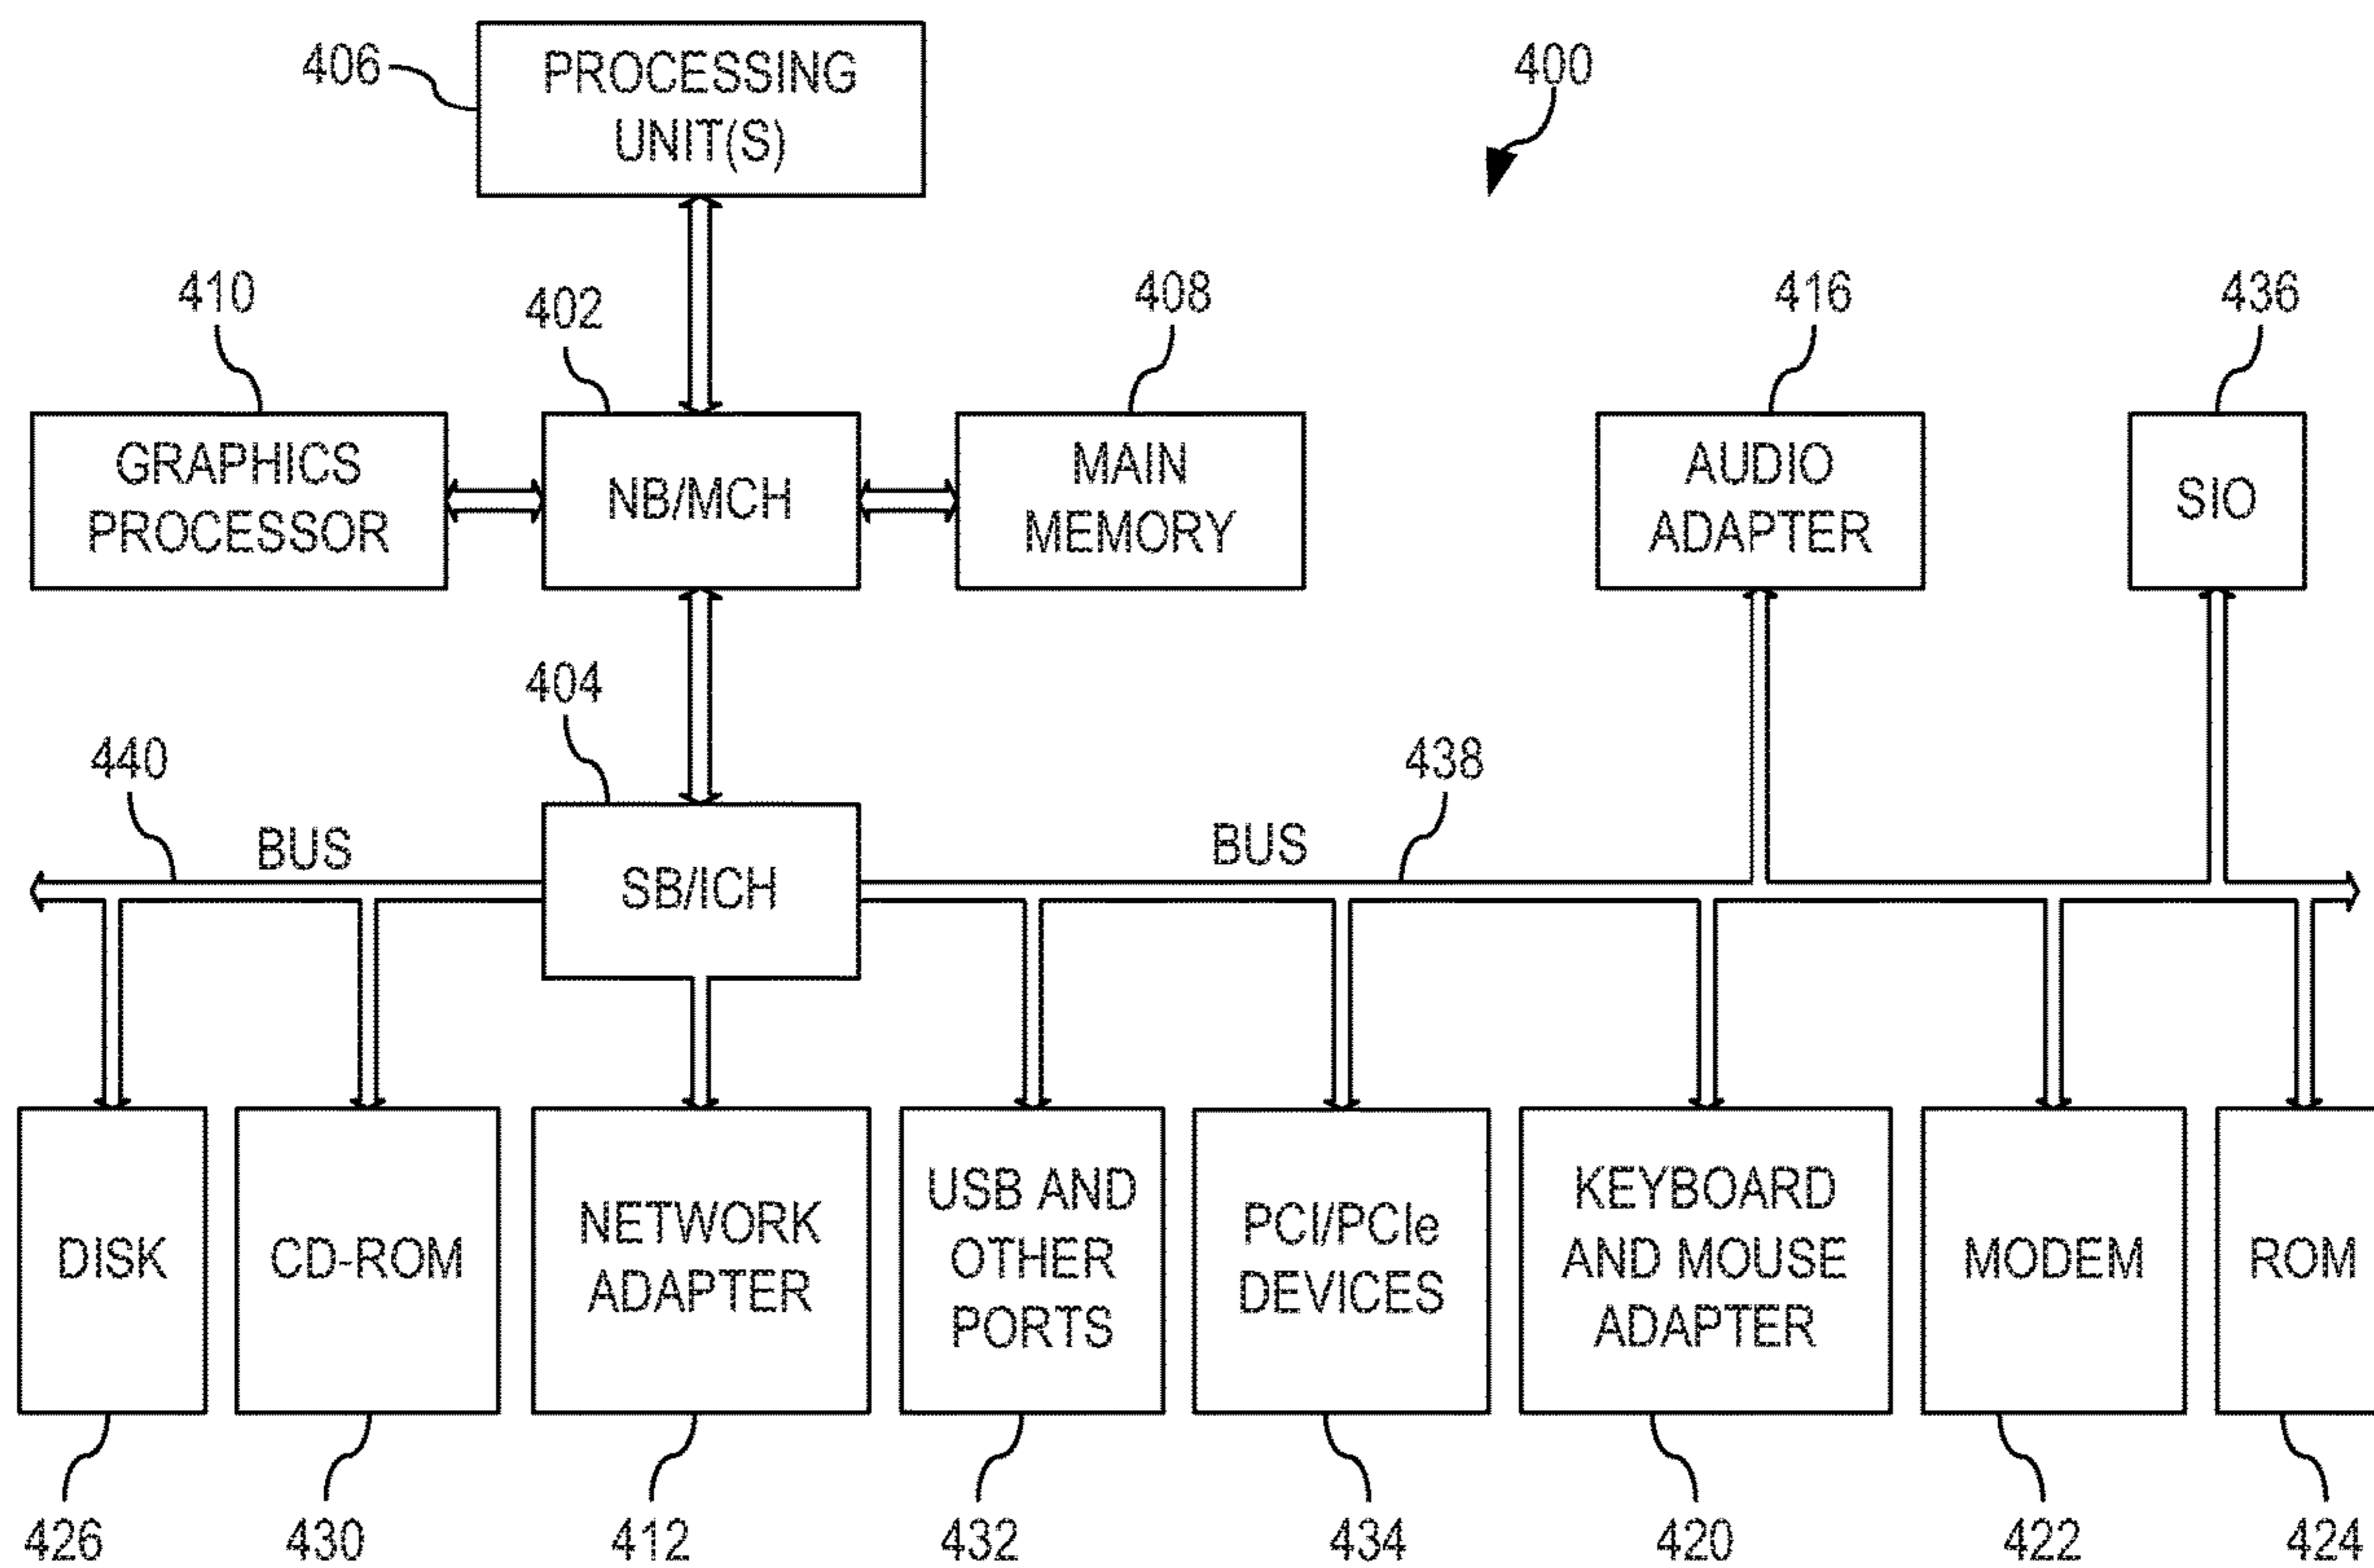 406
PROCESSING
UNIT(S)
400
410
402
408
416
436
GRAPHICS
PROCESSOR
NB/MCH
MAIN
MEMORY
AUDIO
ADAPTER
SIO
404
440
438
BUS
BUS
SB/ICH
DISK
CD-ROM
NETWORK
ADAPTER
USB AND
OTHER
PORTS
PCI/PCIe
DEVICES
KEYBOARD
AND MOUSE
ADAPTER
MODEM
ROM
426
430
412
432
434
420
422
424